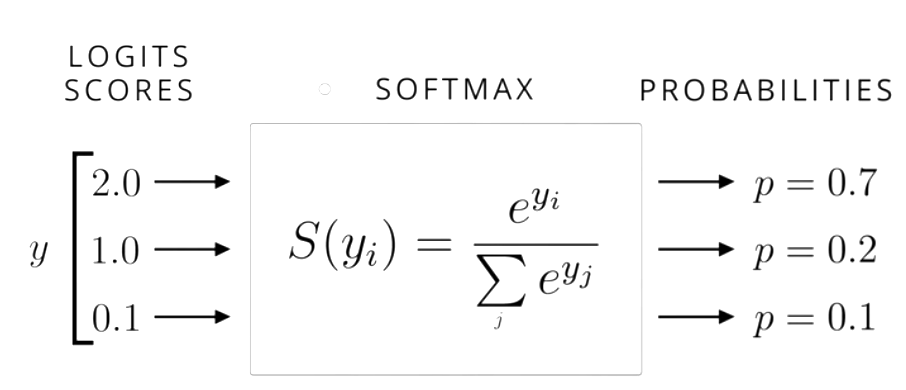 LOGITS
SCORES
SOFTMAX
PROBABILITIES
y
2.0
1.0
0.1
S(y_i) = e^{y_i} / \sum_j e^{y_j}
p = 0.7
p = 0.2
p = 0.1